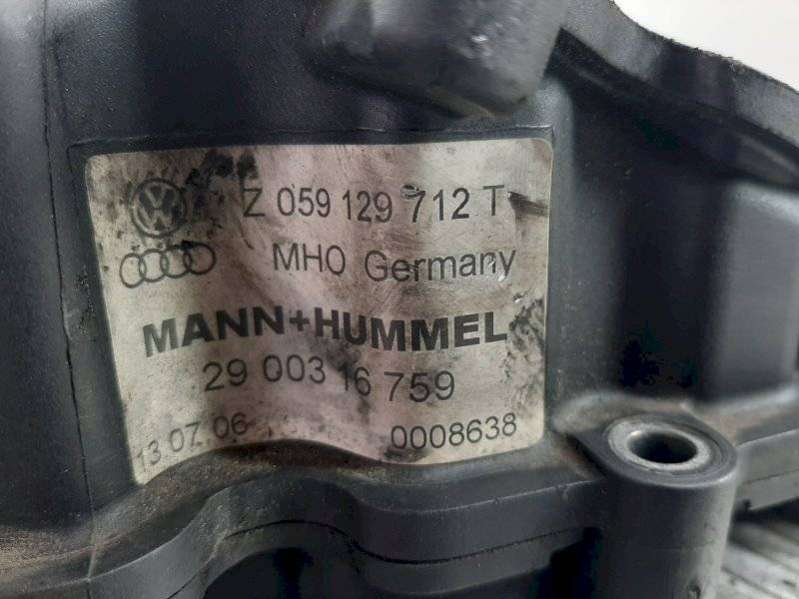 Z 059 129 712 T
MHO Germany
MANN+HUMMEL
29 003 16 759
13 07 06
0008638